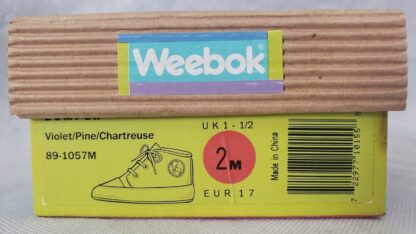 Weebok®
Violet/Pine/Chartreuse
89-1057M
UK 1 - 1/2
2M
EUR 17
Made in China